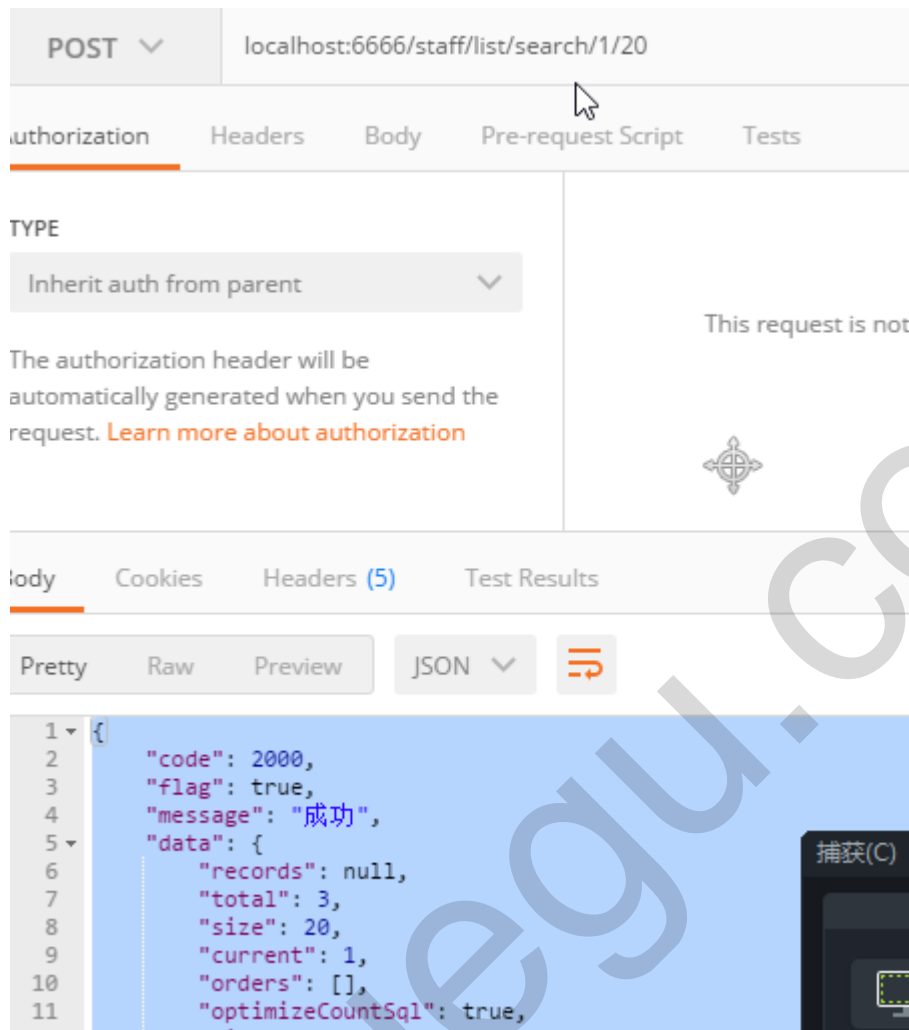 POST localhost:6666/staff/list/search/1/20
Authorization Headers Body Pre-request Script Tests
TYPE
Inherit auth from parent
This request is not
The authorization header will be
automatically generated when you send the
request. Learn more about authorization
Body Cookies Headers (5) Test Results
Pretty Raw Preview JSON
1 {
2 "code": 2000,
3 "flag": true,
4 "message": "成功",
5 "data": {
捕获(C)
6 "records": null,
7 "total": 3,
8 "size": 20,
9 "current": 1,
10 "orders": [],
11 "optimizeCountSql": true,